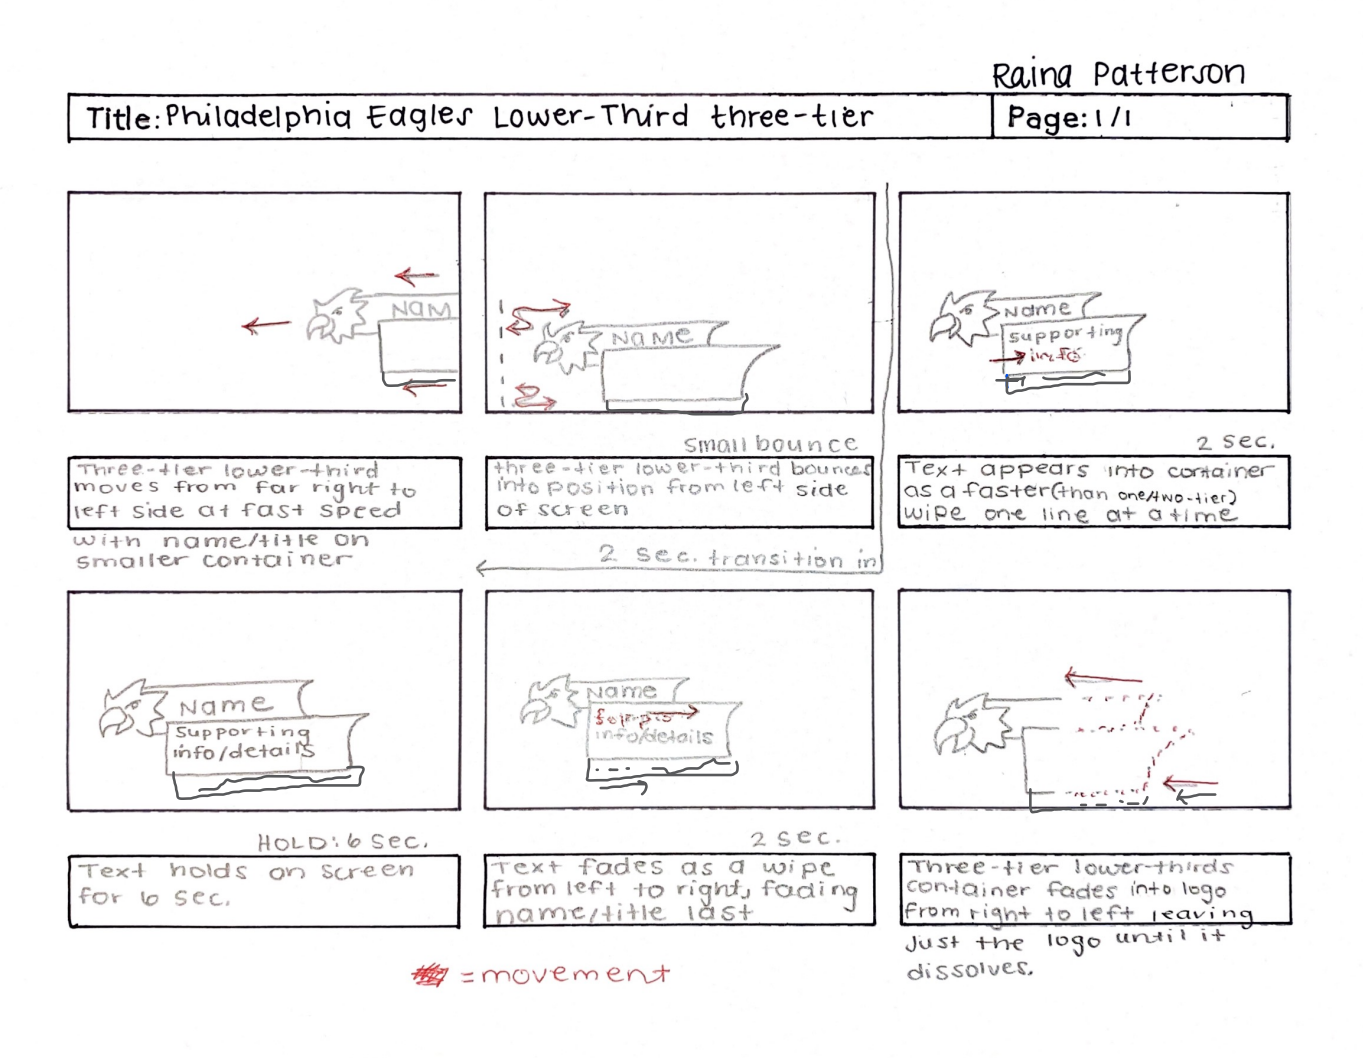 Raina Patterson
Title: Philadelphia Eagles Lower-Third three-tier
Page: 1/1
NAM
NAME
Name
Supporting
info
small bounce
2 sec.
Three-tier lower-third
moves from far right to
left side at fast speed
with name/title on
smaller container
three-tier lower-third bounces
into position from left side
of screen
Text appears into container
as a faster(than one/two-tier)
wipe one line at a time
2 sec. transition in
Name
Supporting
info/details
Name
info/details
HOLD: 6 sec.
2 sec.
Text holds on screen
for 6 sec.
Text fades as a wipe
from left to right, fading
name/title last
Three-tier lower-thirds
container fades into logo
from right to left leaving
just the logo until it
dissolves.
= movement